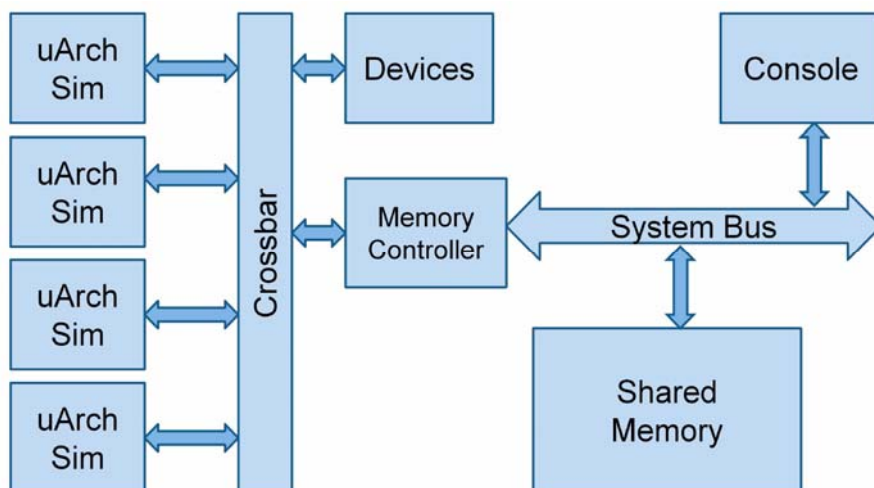 uArch
Sim
uArch
Sim
uArch
Sim
uArch
Sim
Crossbar
Devices
Memory
Controller
Console
System Bus
Shared
Memory